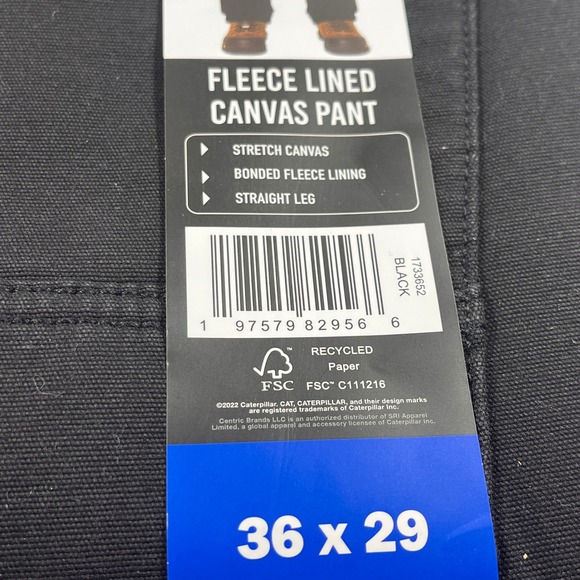 FLEECE LINED
CANVAS PANT
STRETCH CANVAS
BONDED FLEECE LINING
STRAIGHT LEG
1733652
BLACK
1 97579 82956 6
RECYCLED
Paper
FSC
FSC™ C111216
©2022 Caterpillar. CAT, CATERPILLAR, and their design marks
are registered trademarks of Caterpillar Inc.
Centric Brands LLC is an authorized distributor of SRI Apparel
Limited, a global apparel and accessory licensee of Caterpillar Inc.
36 x 29